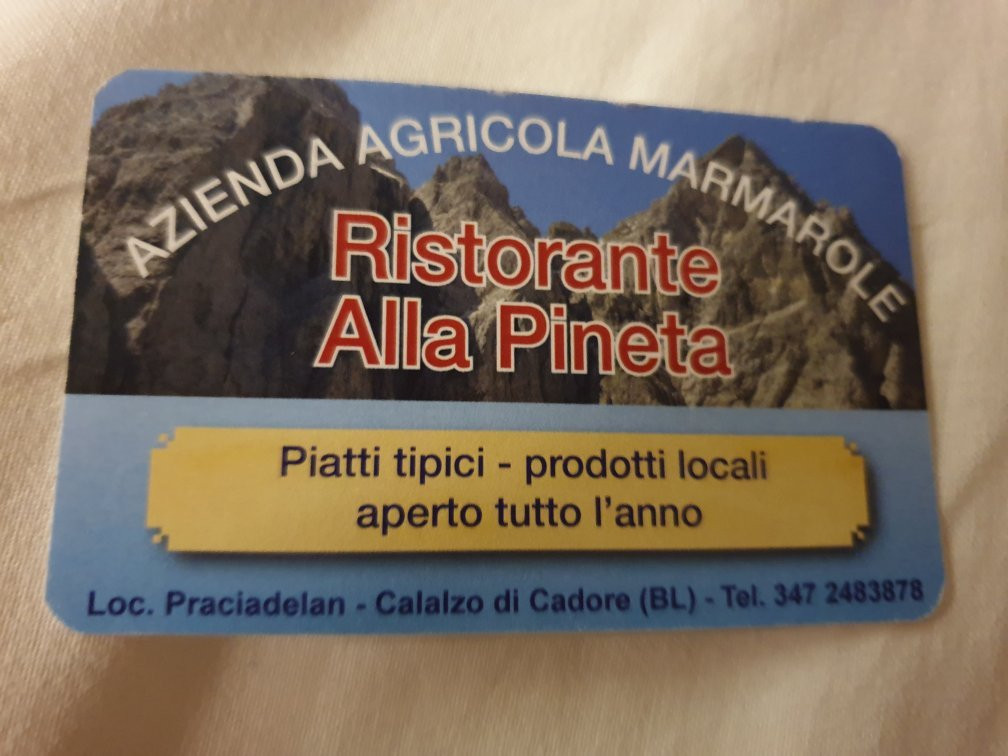 AZIENDA AGRICOLA MARMAROLE
Ristorante
Alla Pineta
Piatti tipici - prodotti locali
aperto tutto l'anno
Loc. Praciadelan - Calalzo di Cadore (BL) - Tel. 347 2483878